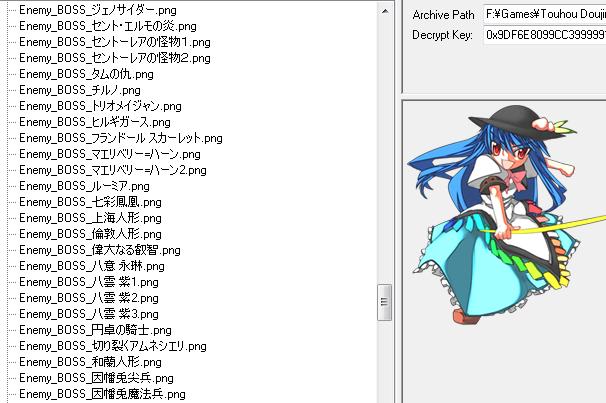 Enemy_BOSS_ジェノサイダー.png
Enemy_BOSS_セント・エルモの炎.png
Enemy_BOSS_セントーレアの怪物1.png
Enemy_BOSS_セントーレアの怪物2.png
Enemy_BOSS_タムの仇.png
Enemy_BOSS_チルノ.png
Enemy_BOSS_トリオメイジャン.png
Enemy_BOSS_ヒルギガース.png
Enemy_BOSS_フランドール スカーレット.png
Enemy_BOSS_マエリベリー=ハーン.png
Enemy_BOSS_マエリベリー=ハーン2.png
Enemy_BOSS_ルーミア.png
Enemy_BOSS_七彩鳳凰.png
Enemy_BOSS_上海人形.png
Enemy_BOSS_倫敦人形.png
Enemy_BOSS_偉大なる叡智.png
Enemy_BOSS_八意 永琳.png
Enemy_BOSS_八雲 紫1.png
Enemy_BOSS_八雲 紫2.png
Enemy_BOSS_八雲 紫3.png
Enemy_BOSS_円卓の騎士.png
Enemy_BOSS_切り裂くアムネシエリ.png
Enemy_BOSS_和蘭人形.png
Enemy_BOSS_因幡兎尖兵.png
Enemy_BOSS_因幡兎魔法兵.png
Archive Path F:¥Games¥Touhou Doujin
Decrypt Key: 0x9DF6E8099CC399999